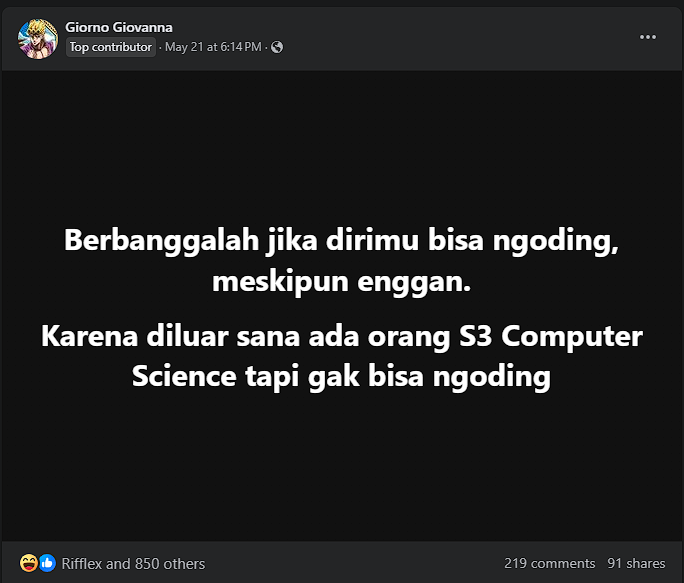 Giorno Giovanna
Top contributor · May 21 at 6:14 PM ·
Berbanggalah jika dirimu bisa ngoding,
meskipun enggan.
Karena diluar sana ada orang S3 Computer
Science tapi gak bisa ngoding
Rifflex and 850 others 219 comments 91 shares